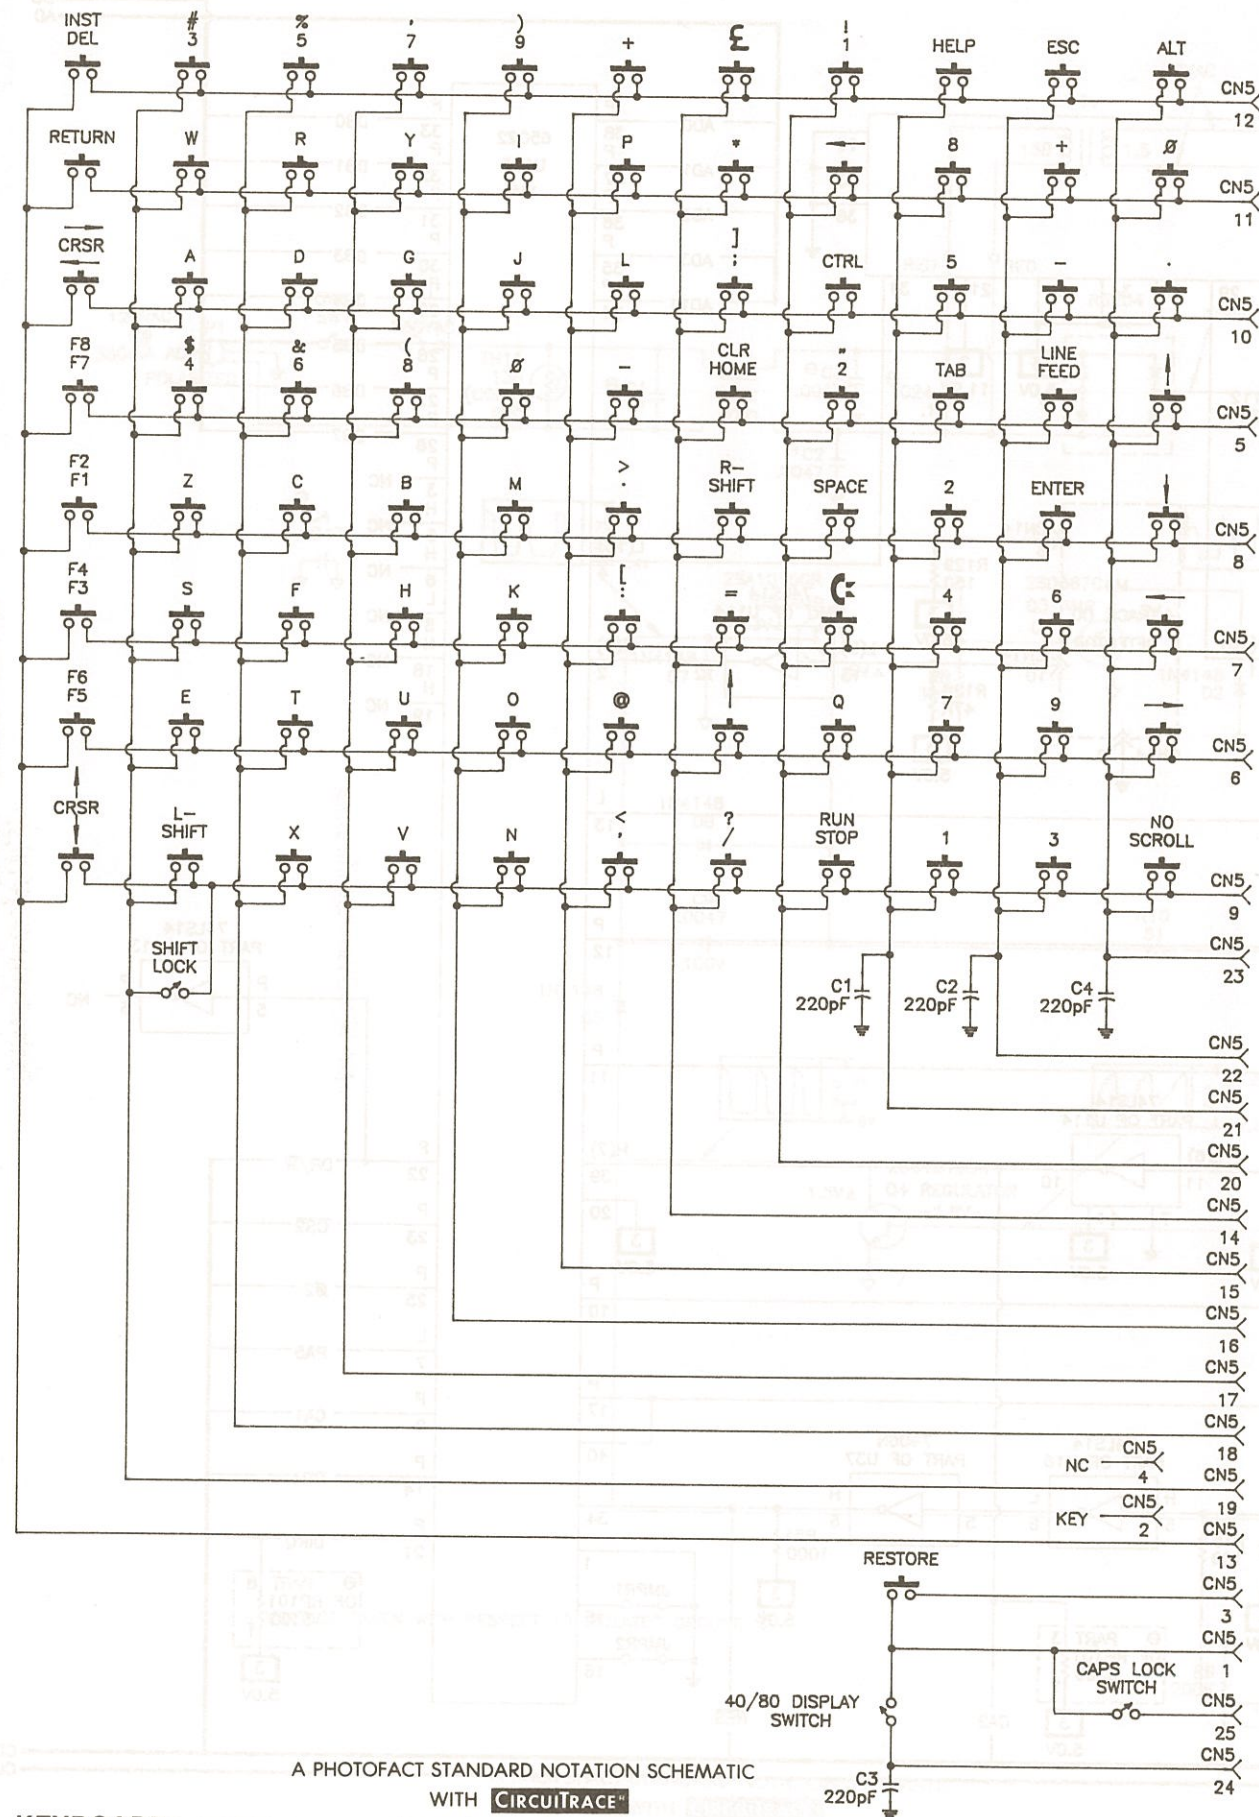 INST # % ' ) !
DEL 3 5 7 9 + £ 1 HELP ESC ALT
CN5
12
RETURN W R Y I P * ← 8 + Ø
CN5
11
→ ]
CRSR A D G J L ; CTRL 5 - .
←
CN5
10
F8 $ & ( CLR " LINE
F7 4 6 8 Ø - HOME 2 TAB FEED ↑
CN5
5
F2 > R-
F1 Z C B M . SHIFT SPACE 2 ENTER ↓
CN5
8
F4 [
F3 S F H K : = C= 4 6 ←
CN5
7
F6
F5 E T U O @ ↑ Q 7 9 →
CN5
6
↑ L- < ? RUN NO
CRSR SHIFT X V N , / STOP 1 3 SCROLL
↓
CN5
9
SHIFT
LOCK
CN5
23
C1 C2 C4
220pF 220pF 220pF
CN5
22
CN5
21
CN5
20
CN5
14
CN5
15
CN5
16
CN5
17
CN5
18
NC CN5
4
CN5
19
KEY CN5
2
CN5
13
RESTORE
CN5
3
CN5
1
CAPS LOCK
SWITCH
40/80 DISPLAY
SWITCH
CN5
25
CN5
24
C3
220pF
A PHOTOFACT STANDARD NOTATION SCHEMATIC
WITH CIRCUITRACE